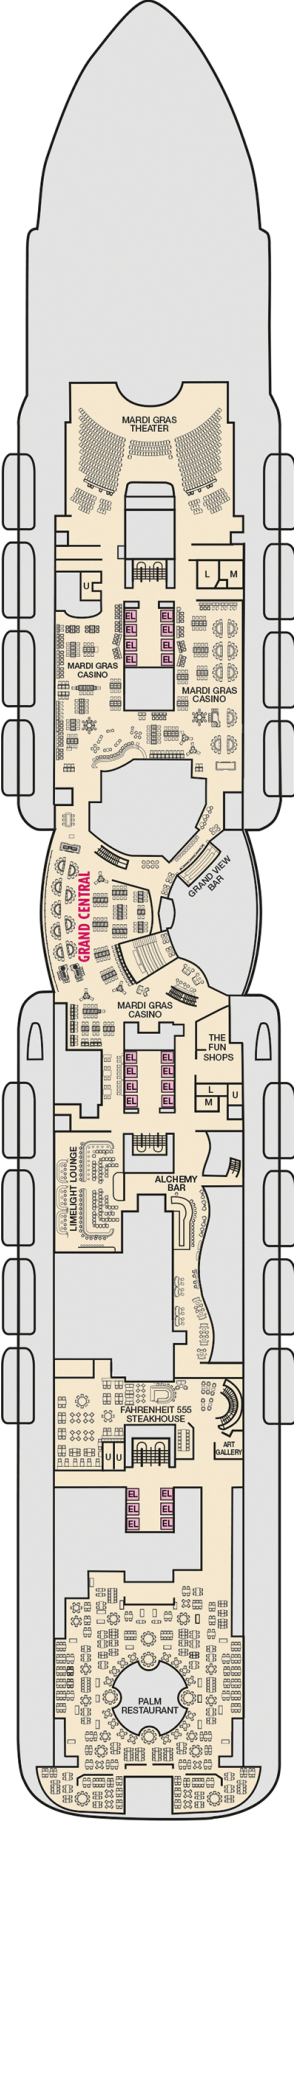 MARDI GRAS
THEATER
L M
U
EL EL
EL EL
EL EL
EL EL
MARDI GRAS
CASINO
MARDI GRAS
CASINO
GRAND VIEW
BAR
GRAND CENTRAL
MARDI GRAS
CASINO
THE
FUN
SHOPS
EL EL
EL EL
EL EL
EL EL
L
M
U
LIMELIGHT LOUNGE
ALCHEMY
BAR
FAHRENHEIT 555
STEAKHOUSE
ART
GALLERY
U U
EL EL
EL EL
EL EL
PALM
RESTAURANT